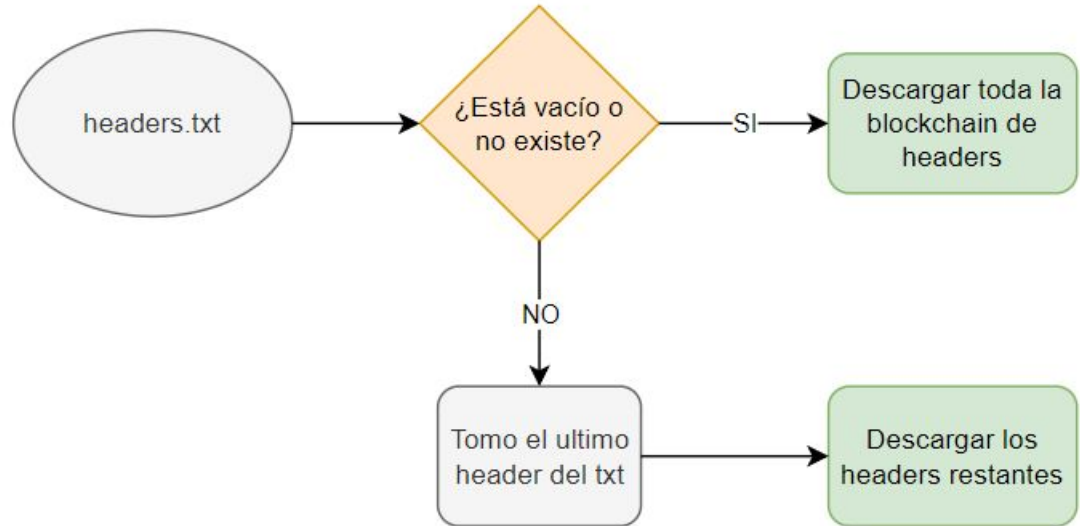 headers.txt
¿Está vacío o
no existe?
SI
Descargar toda la
blockchain de
headers
NO
Tomo el ultimo
header del txt
Descargar los
headers restantes